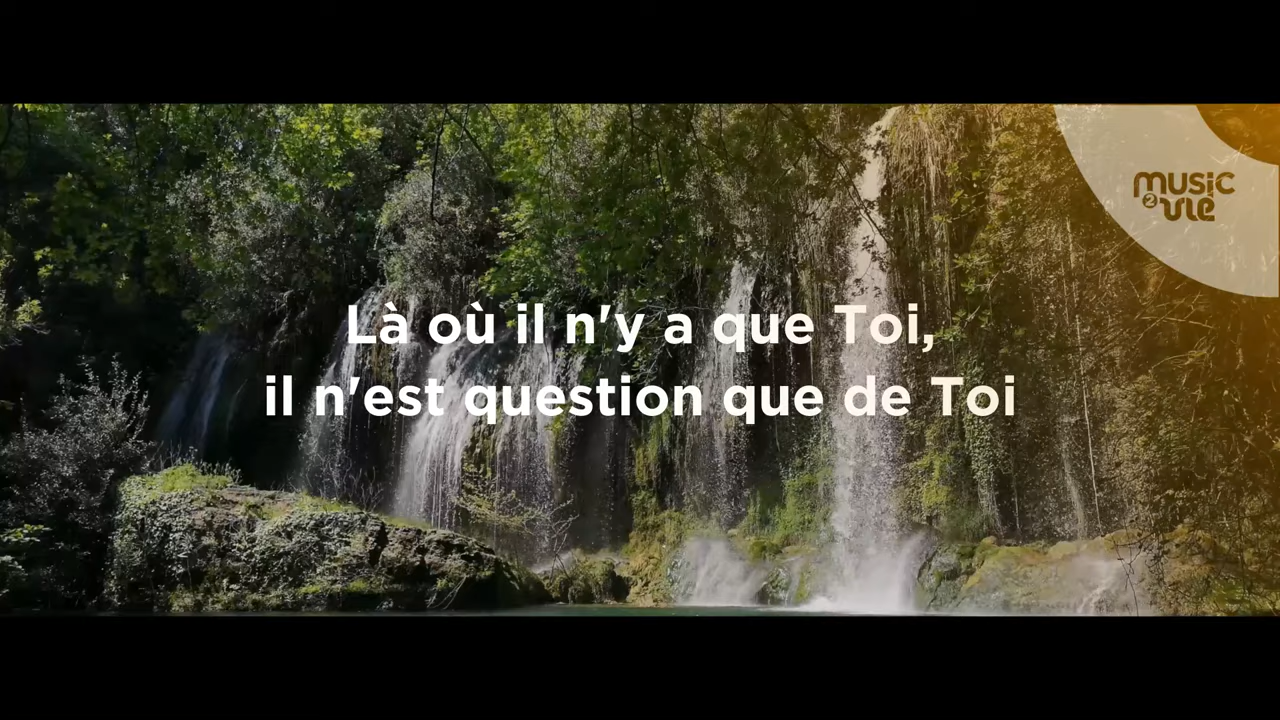 music
2 vie
Là où il n'y a que Toi,
il n'est question que de Toi